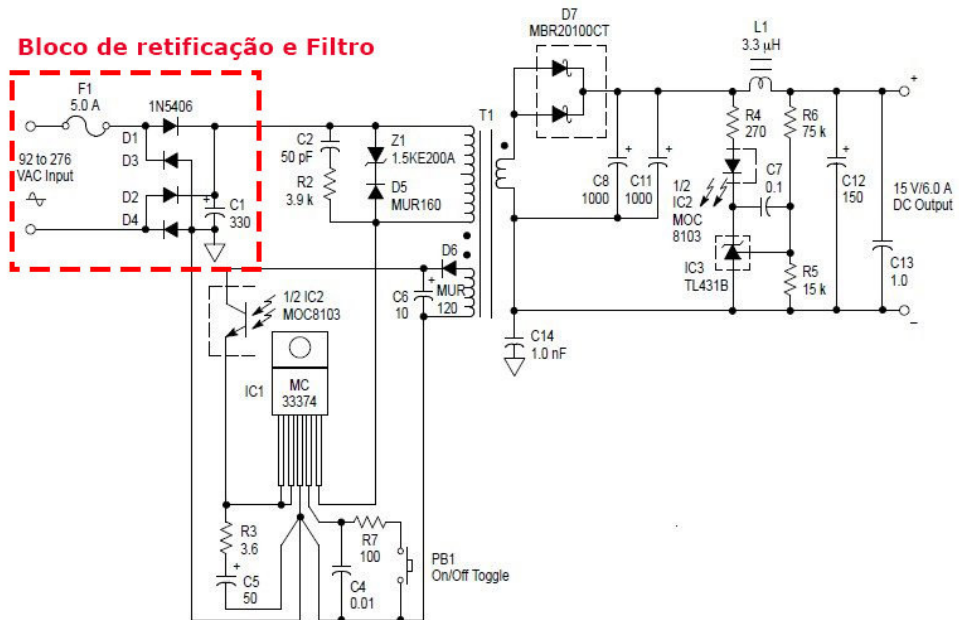 Bloco de retificação e Filtro
F1
5.0 A
1N5406
D1
D3
92 to 276
VAC Input
D2
D4
+
C1
330
C2
50 pF
R2
3.9 k
Z1
1.5KE200A
D5
MUR160
T1
D7
MBR20100CT
L1
3.3 µH
+
R4
270
R6
75 k
+
C8
1000
+
C11
1000
1/2
IC2
MOC
8103
C7
0.1
+
C12
150
15 V/6.0 A
DC Output
IC3
TL431B
R5
15 k
C13
1.0
–
D6
MUR
120
+
C6
10
C14
1.0 nF
1/2 IC2
MOC8103
IC1
MC
33374
R3
3.6
+
C5
50
R7
100
C4
0.01
PB1
On/Off Toggle